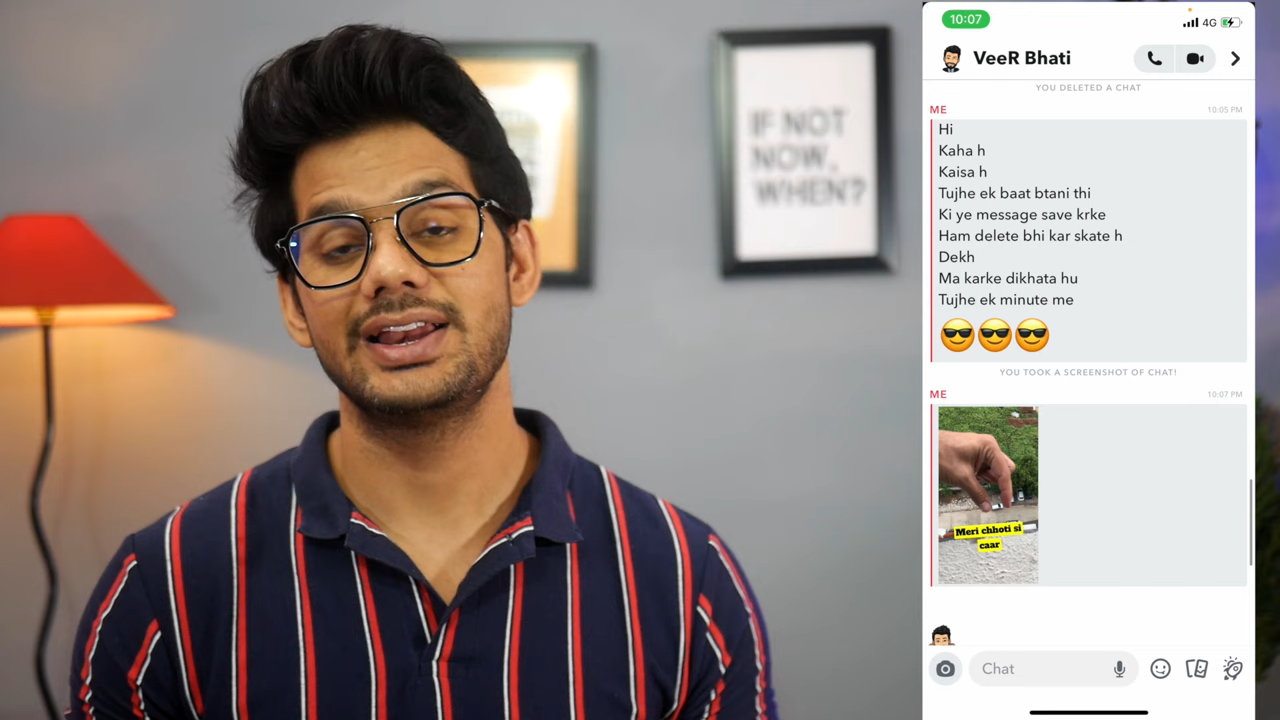 IF NOT
NOW,
WHEN?
10:07
4G
VeeR Bhati
YOU DELETED A CHAT
ME
10:05 PM
Hi
Kaha h
Kaisa h
Tujhe ek baat btani thi
Ki ye message save krke
Ham delete bhi kar skate h
Dekh
Ma karke dikhata hu
Tujhe ek minute me
😎😎😎
YOU TOOK A SCREENSHOT OF CHAT!
ME
10:07 PM
Meri chhoti si
caar
Chat